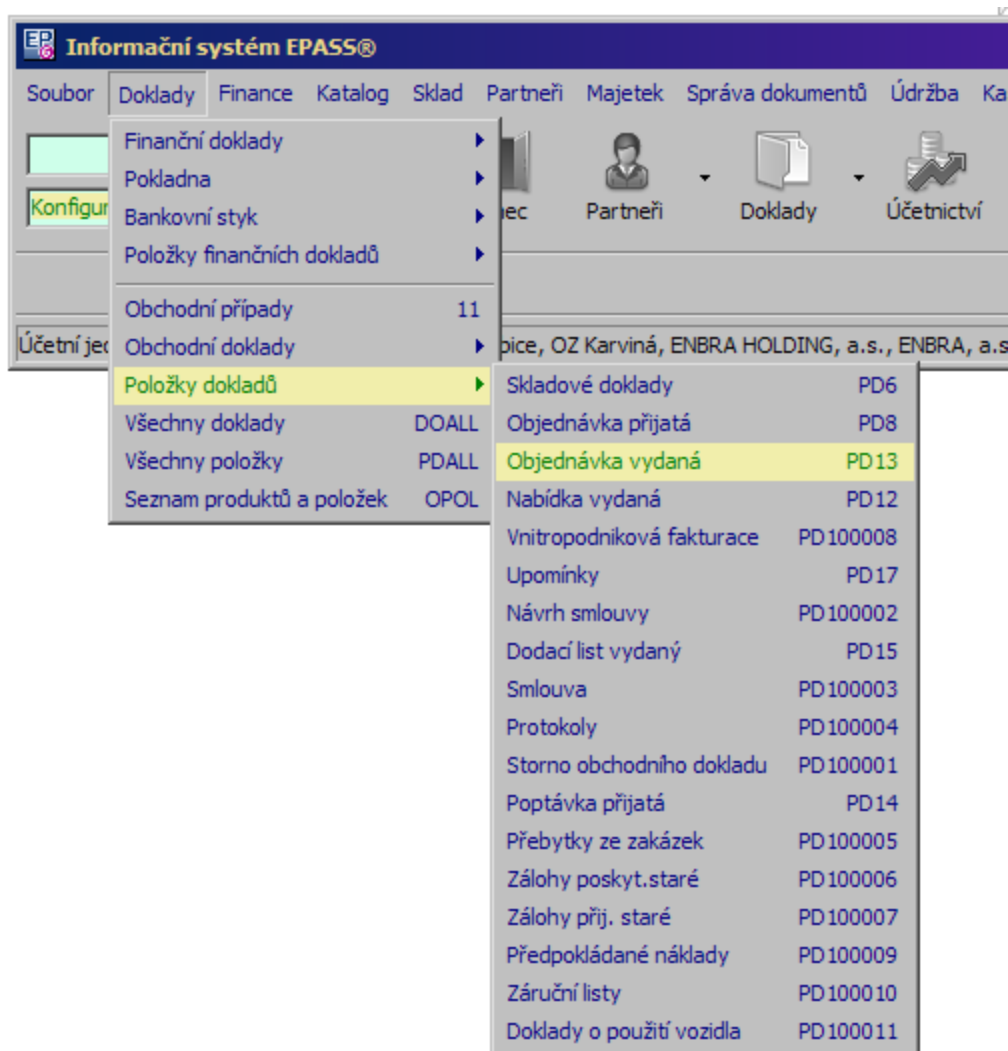 Informační systém EPASS®
Soubor Doklady Finance Katalog Sklad Partneři Majetek Správa dokumentů Údržba
Partneři Doklady Účetnictví
Finanční doklady
Pokladna
Bankovní styk
Položky finančních dokladů
Obchodní případy 11
Obchodní doklady
Položky dokladů
Všechny doklady DOALL
Všechny položky PDALL
Seznam produktů a položek OPOL
Účetní OZ Karviná, ENBRA HOLDING, a.s., ENBRA,
Skladové doklady PD6
Objednávka přijatá PD8
Objednávka vydaná PD13
Nabídka vydaná PD12
Vnitropodniková fakturace PD100008
Upomínky PD17
Návrh smlouvy PD100002
Dodací list vydaný PD15
Smlouva PD100003
Protokoly PD100004
Storno obchodního dokladu PD100001
Poptávka přijatá PD14
Přebytky ze zakázek PD100005
Zálohy poskyt.staré PD100006
Zálohy přij. staré PD100007
Předpokládané náklady PD100009
Záruční listy PD100010
Doklady o použití vozidla PD100011